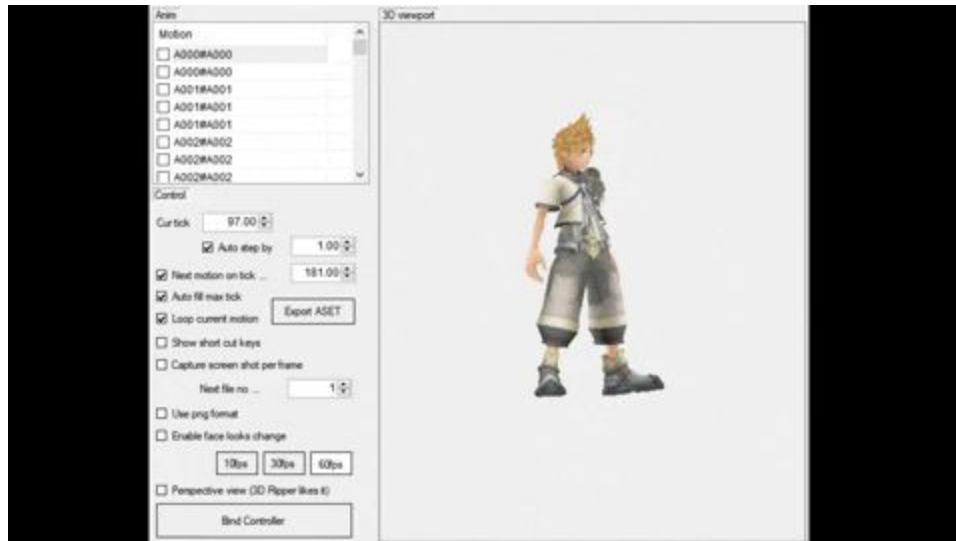 Anim
3D viewport
Motion
A000#A000
A000#A000
A001#A001
A001#A001
A001#A001
A002#A002
A002#A002
A002#A002
Control
Cur tick 97.00
Auto step by 1.00
Next motion on tick ... 181.00
Auto fill max tick
Export ASET
Loop current motion
Show short cut keys
Capture screen shot per frame
Next file no ... 1
Use png format
Enable face looks change
10fps 30fps 60fps
Perspective view (3D Ripper likes it)
Bind Controller